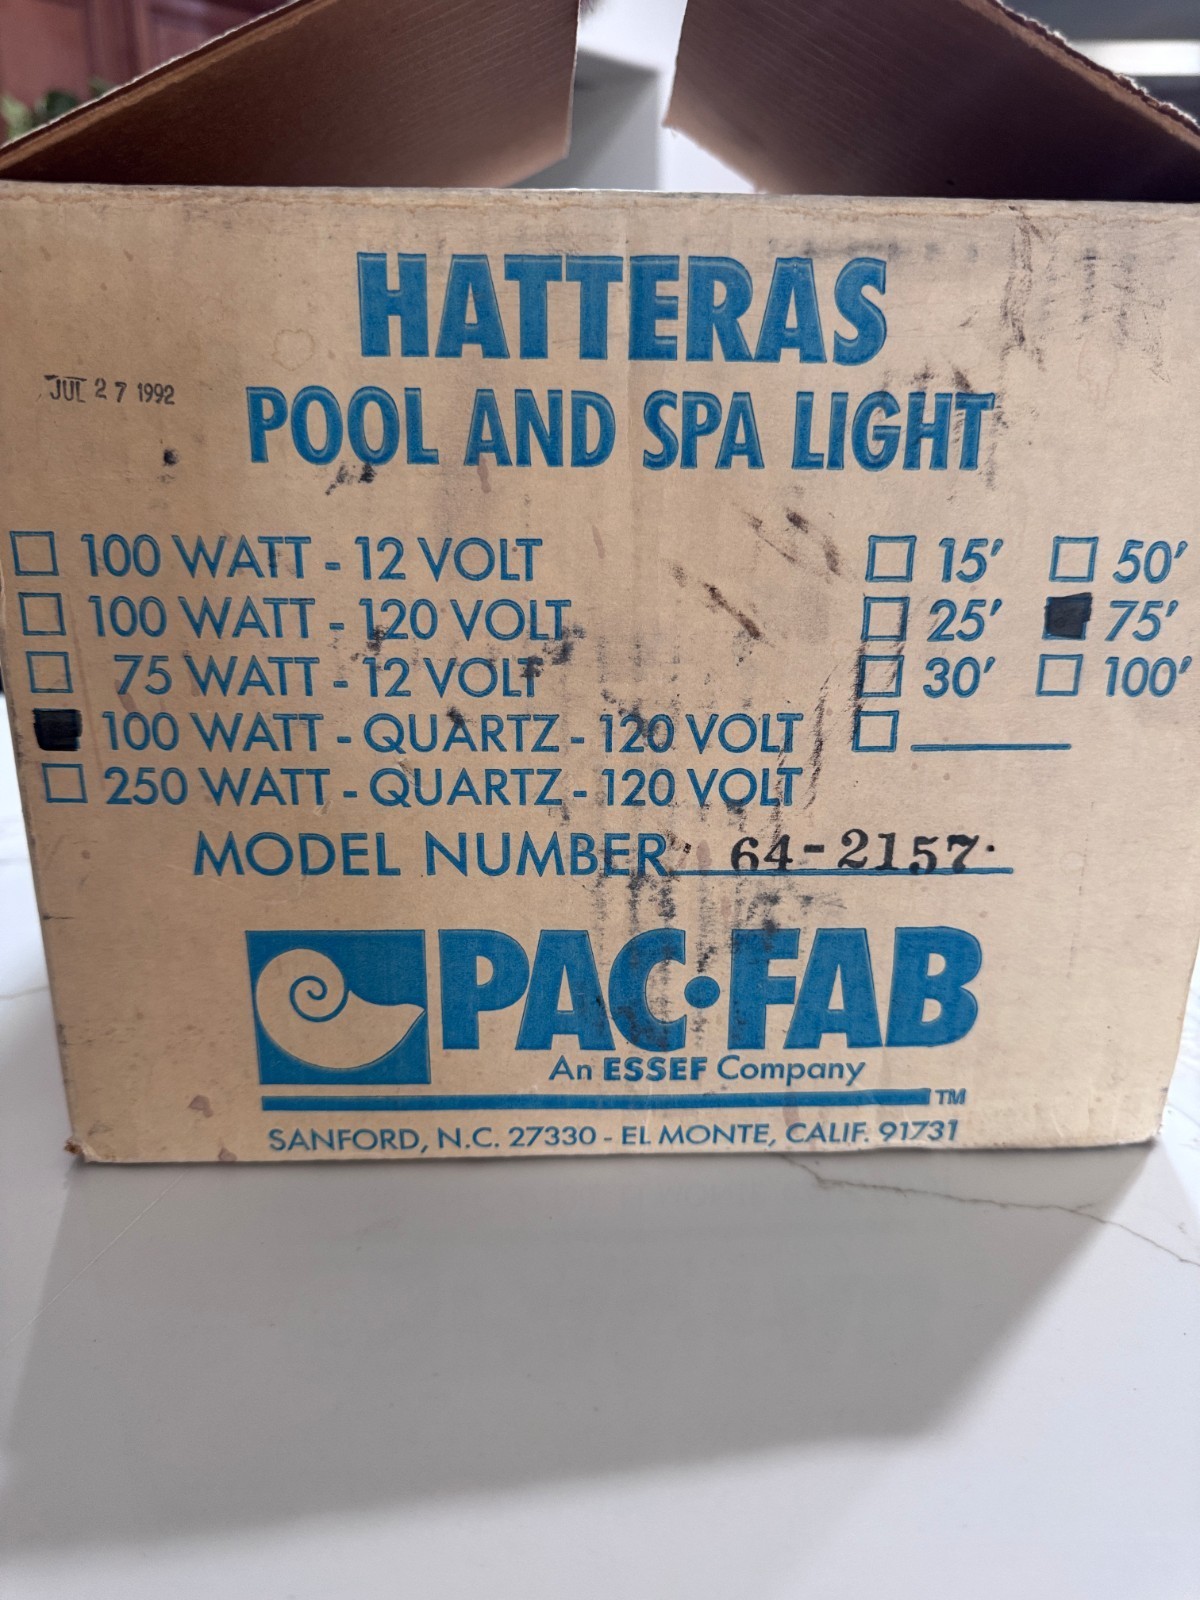 HATTERAS
JUL 27 1992
POOL AND SPA LIGHT
100 WATT - 12 VOLT
100 WATT - 120 VOLT
75 WATT - 12 VOLT
100 WATT - QUARTZ - 120 VOLT
250 WATT - QUARTZ - 120 VOLT
15' 50'
25' 75'
30' 100'
MODEL NUMBER 64-2157
PAC•FAB
An ESSEF Company
TM
SANFORD, N.C. 27330 - EL MONTE, CALIF. 91731